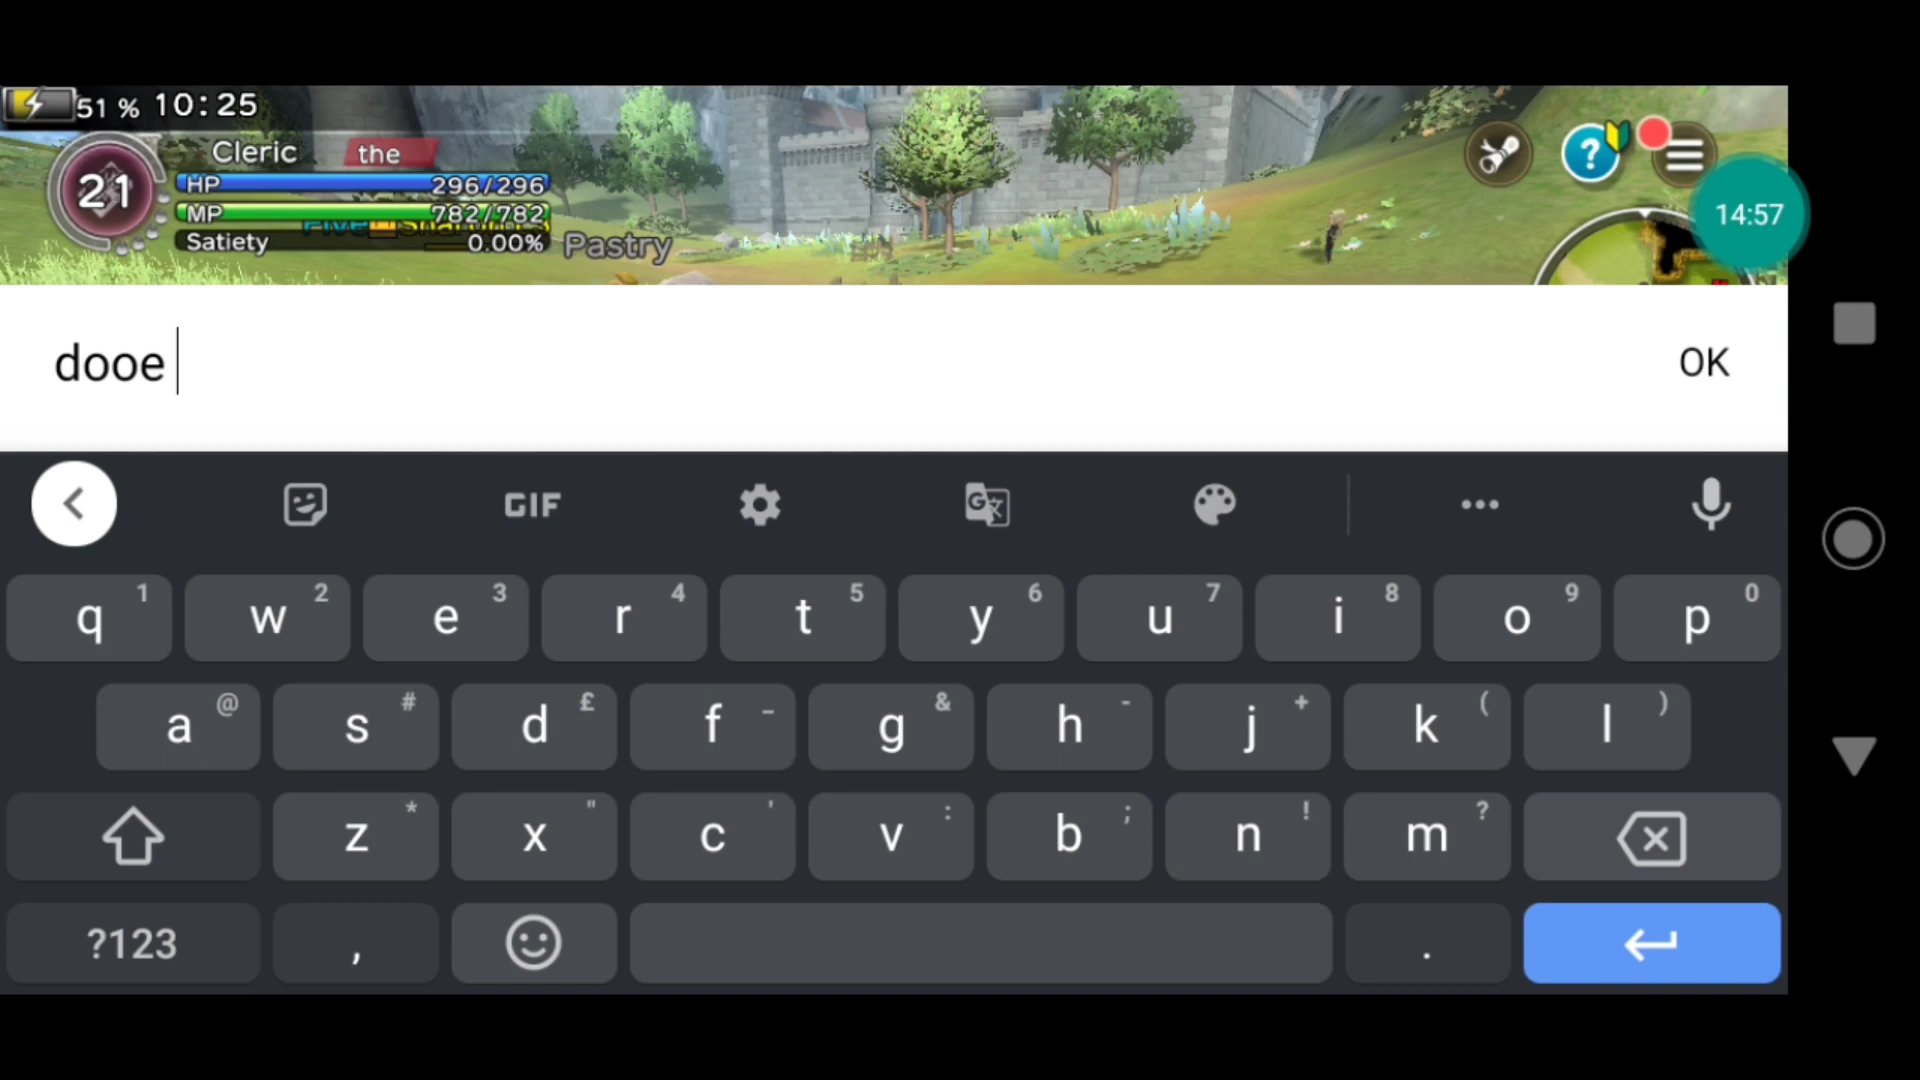 51 % 10:25
Cleric the
21
HP 296/296
MP 782/782
Satiety 0.00% Pastry
?
14:57
dooe
OK
GIF
G
q 1 w 2 e 3 r 4 t 5 y 6 u 7 i 8 o 9 p 0
a @ s # d £ f _ g & h - j + k ( l )
z * x " c ' v : b ; n ! m ?
?123 , .